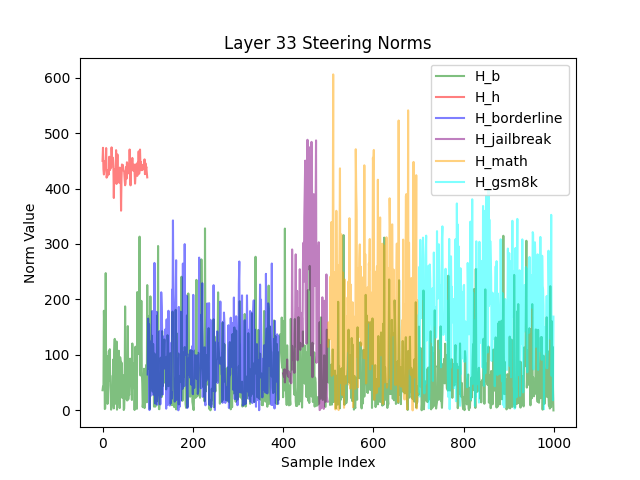 Layer 33 Steering Norms
Norm Value
600
500
400
300
200
100
0
H_b
H_h
H_borderline
H_jailbreak
H_math
H_gsm8k
0 200 400 600 800 1000
Sample Index